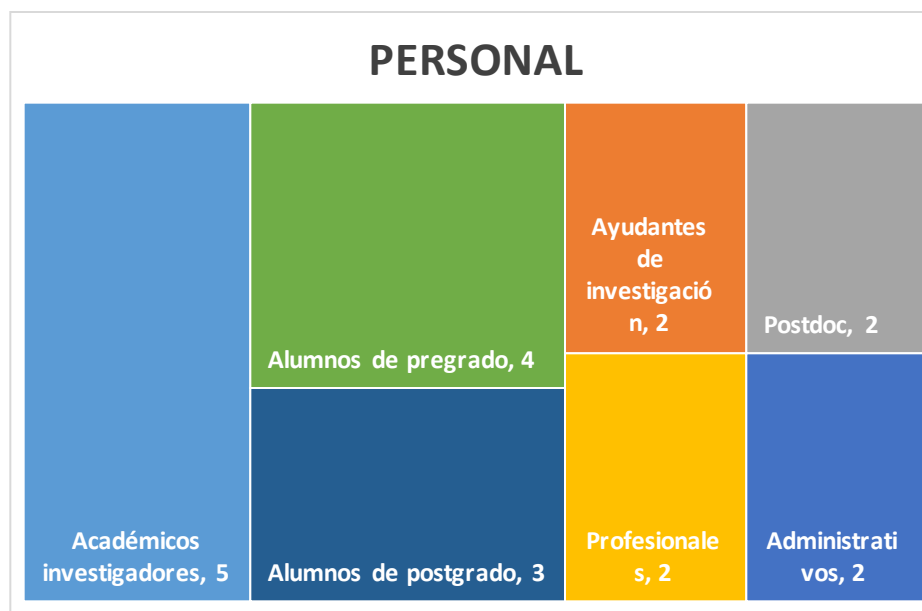 PERSONAL
Académicos
investigadores, 5
Alumnos de pregrado, 4
Alumnos de postgrado, 3
Ayudantes
de
investigació
n, 2
Postdoc, 2
Profesionale
s, 2
Administrati
vos, 2